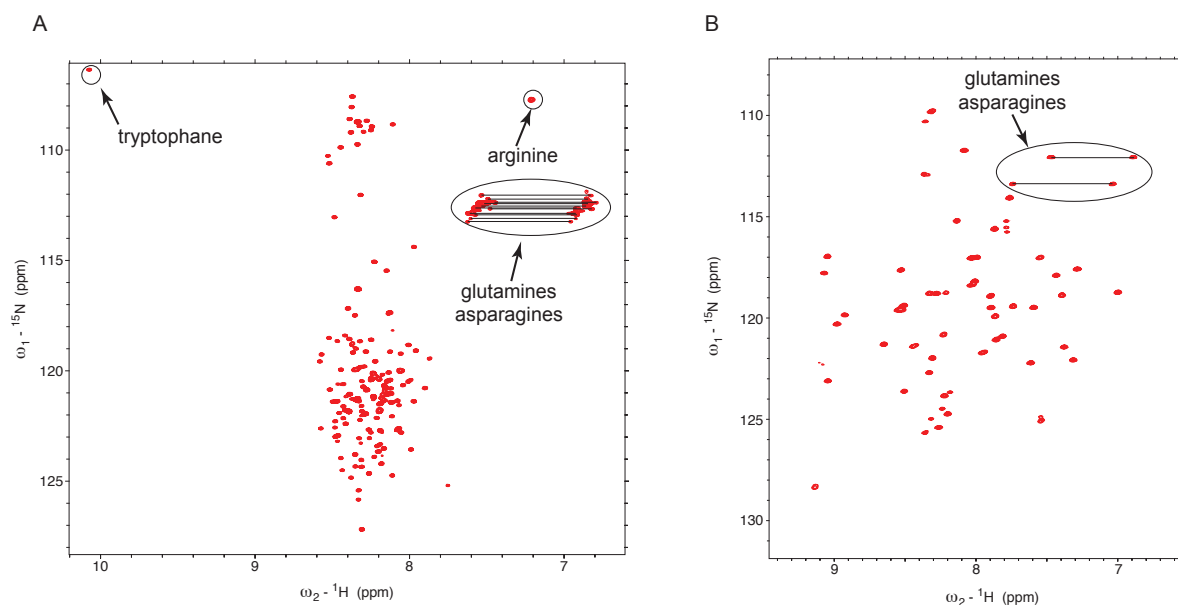 A
tryptophane
arginine
glutamines
asparagines
110
115
120
125
ω1 - 15N (ppm)
10
9
8
7
ω2 - 1H (ppm)
B
glutamines
asparagines
110
115
120
125
130
ω1 - 15N (ppm)
9
8
7
ω2 - 1H (ppm)